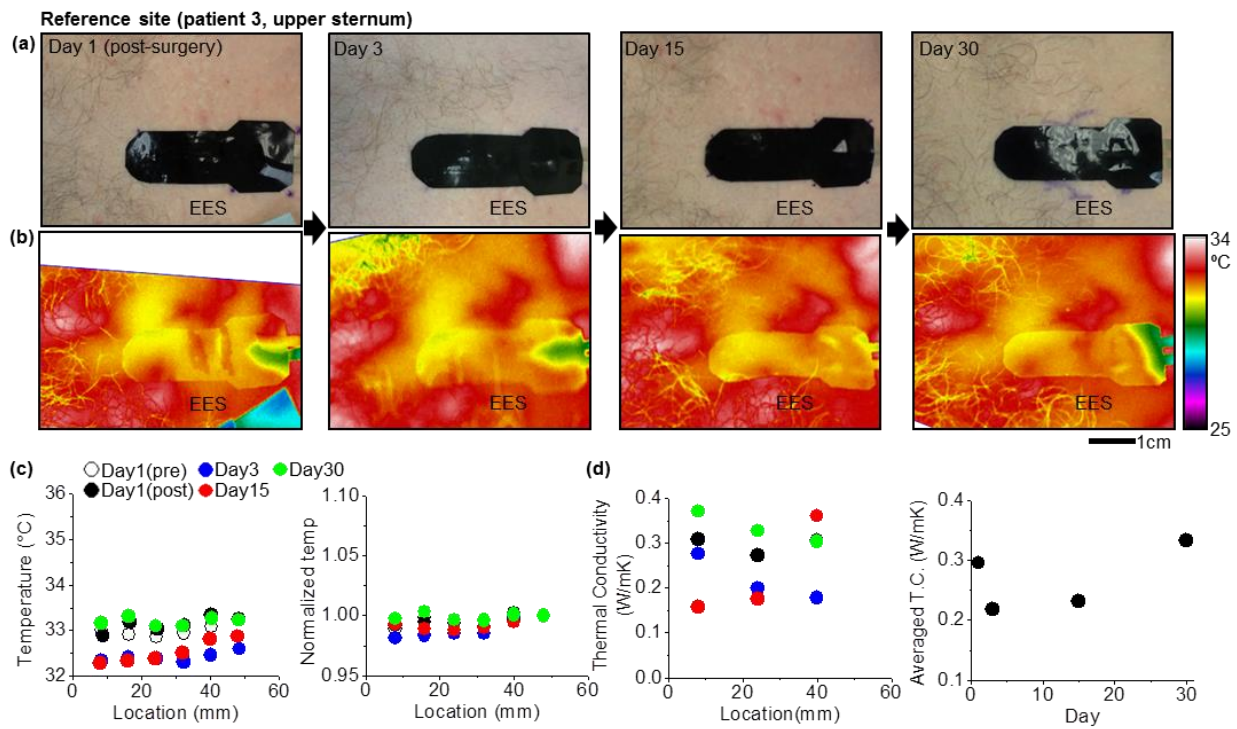 Reference site (patient 3, upper sternum)
(a)
Day 1 (post-surgery)
Day 3
Day 15
Day 30
EES
EES
EES
EES
(b)
34
ºC
EES
EES
EES
EES
25
1cm
(c)
Day1(pre)
Day3
Day30
Day1(post)
Day15
Temperature (°C)
36
35
34
33
32
0
20
40
60
Location (mm)
Normalized temp
1.10
1.05
1.00
0.95
0
20
40
60
Location (mm)
(d)
Thermal Conductivity
(W/mK)
0.4
0.3
0.2
0.1
0.0
0
20
40
60
Location(mm)
Averaged T.C. (W/mK)
0.4
0.3
0.2
0.1
0
10
20
30
Day